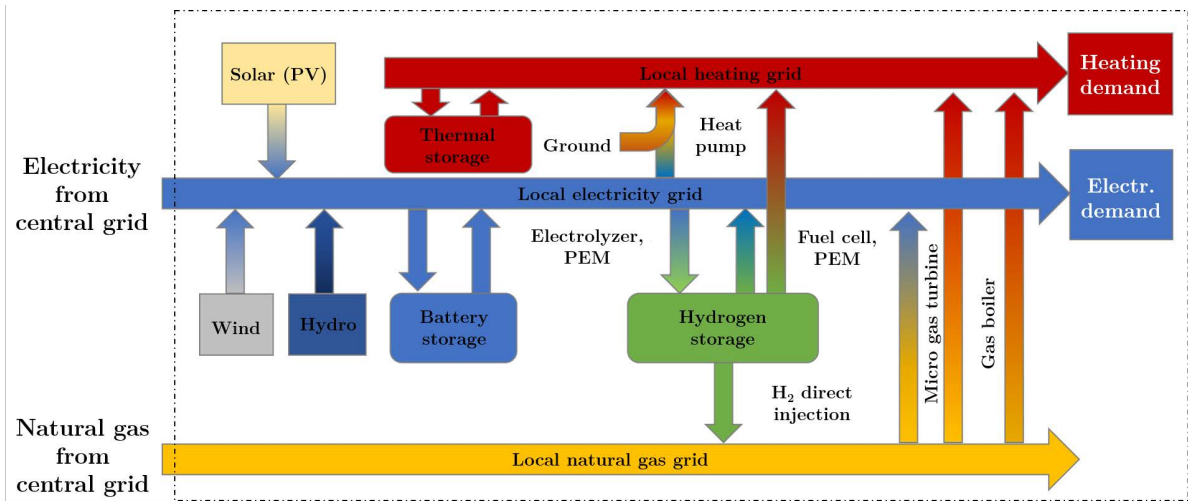 Solar (PV)
Local heating grid
Heating
demand
Thermal
storage
Ground
Heat
pump
Electricity
from
central grid
Local electricity grid
Electr.
demand
Electrolyzer,
PEM
Fuel cell,
PEM
Wind
Hydro
Battery
storage
Hydrogen
storage
Micro gas turbine
Gas boiler
H₂ direct
injection
Natural gas
from
central grid
Local natural gas grid